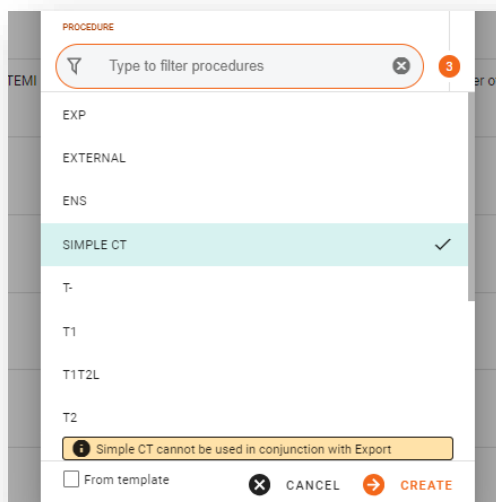 PROCEDURE
Type to filter procedures
3
TEMI
EXP
EXTERNAL
ENS
SIMPLE CT
T-
T1
T1T2L
T2
Simple CT cannot be used in conjunction with Export
From template
CANCEL
CREATE